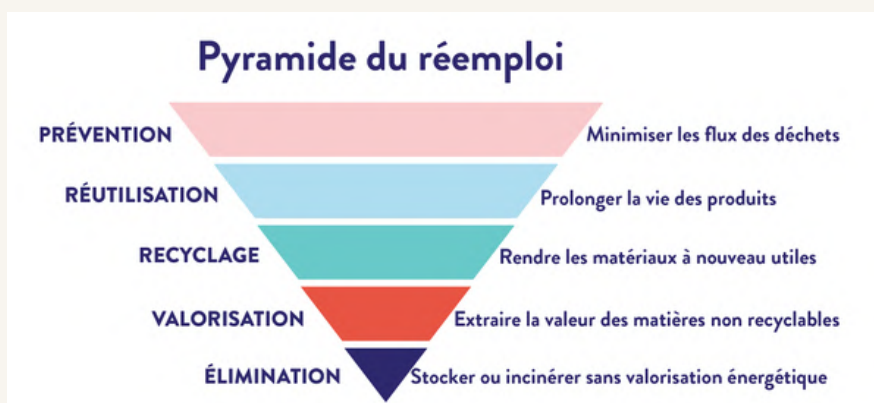 Pyramide du réemploi
PRÉVENTION
Minimiser les flux des déchets
RÉUTILISATION
Prolonger la vie des produits
RECYCLAGE
Rendre les matériaux à nouveau utiles
VALORISATION
Extraire la valeur des matières non recyclables
ÉLIMINATION
Stocker ou incinérer sans valorisation énergétique